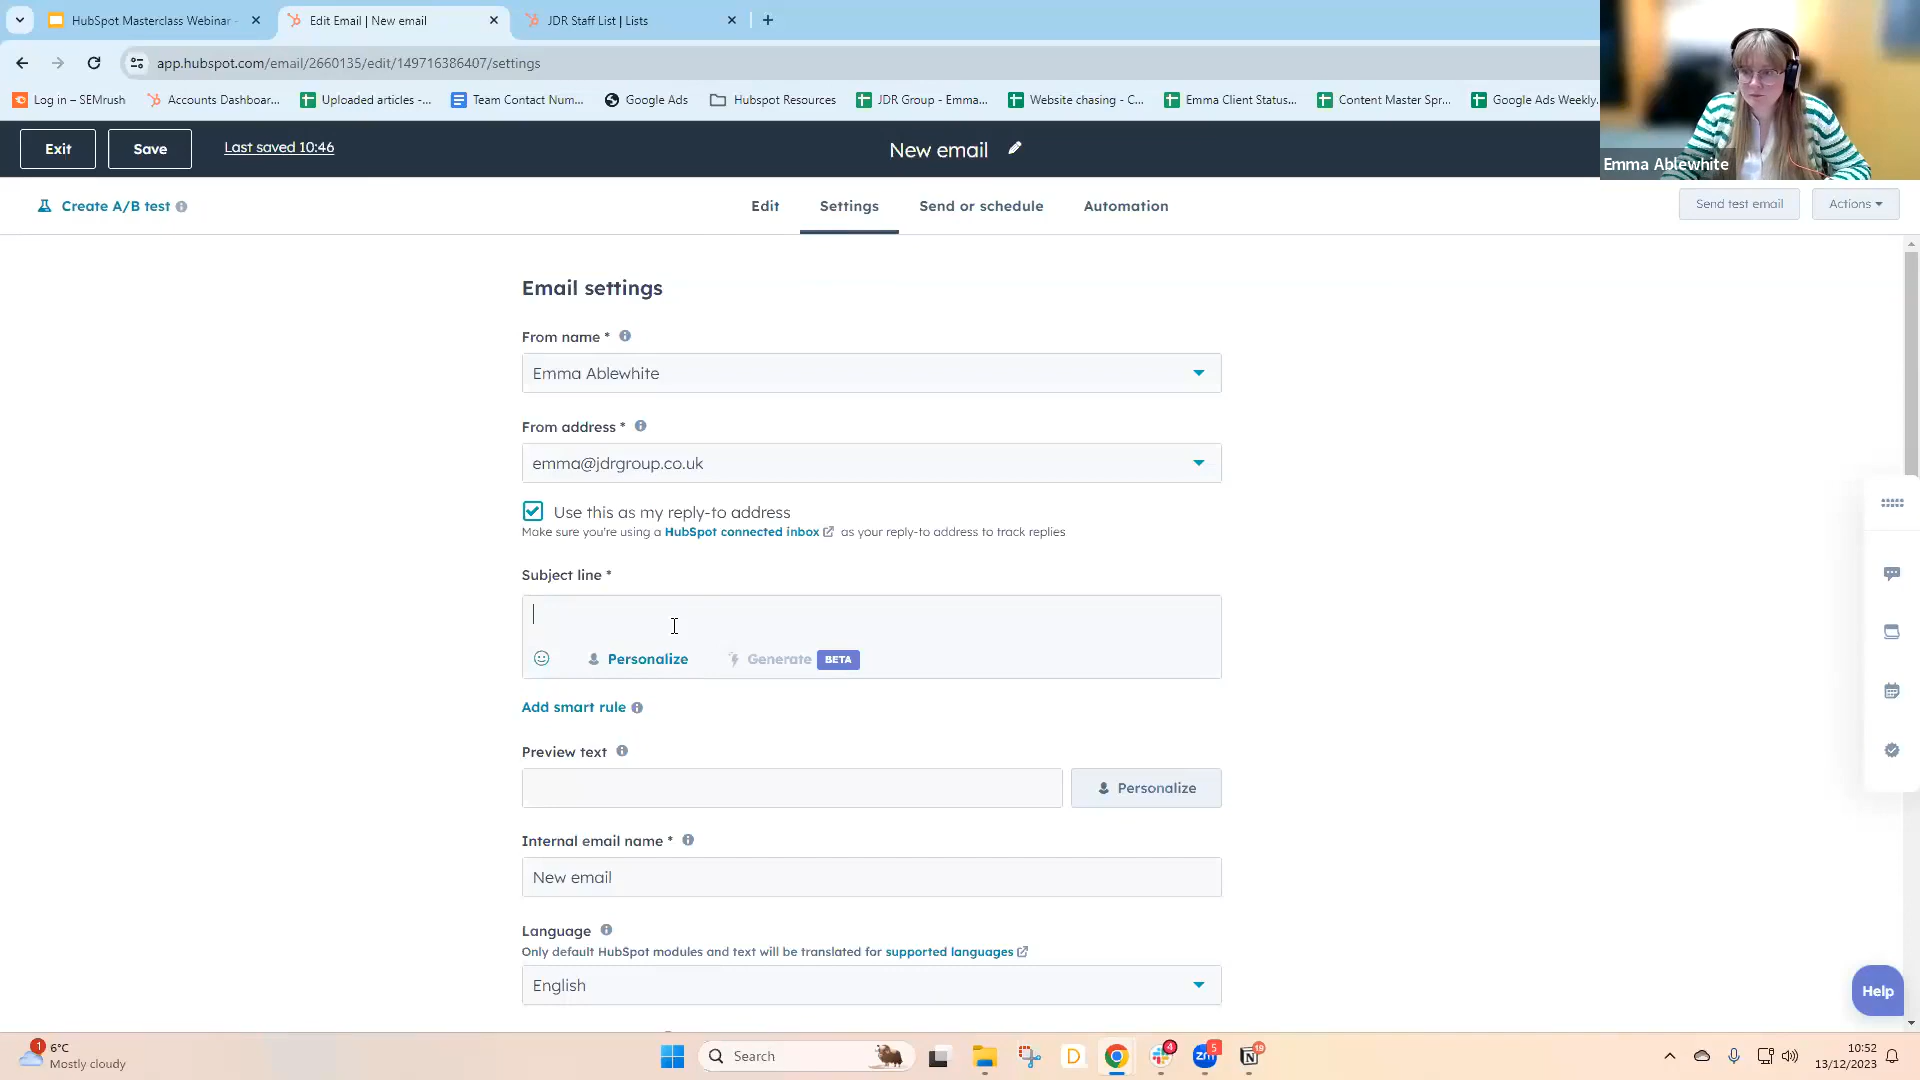 HubSpot Masterclass Webinar -
Edit Email | New email
JDR Staff List | Lists
app.hubspot.com/email/2660135/edit/149716386407/settings
Log in – SEMrush
Accounts Dashboar...
Uploaded articles -...
Team Contact Num...
Google Ads
Hubspot Resources
JDR Group - Emma...
Website chasing - C...
Emma Client Status...
Content Master Spr...
Google Ads Weekly
Exit
Save
Last saved 10:46
New email
Emma Ablewhite
Create A/B test
Edit
Settings
Send or schedule
Automation
Send test email
Actions
Email settings
From name *
Emma Ablewhite
From address *
emma@jdrgroup.co.uk
Use this as my reply-to address
Make sure you're using a HubSpot connected inbox as your reply-to address to track replies
Subject line *
Personalize
Generate BETA
Add smart rule
Preview text
Personalize
Internal email name *
New email
Language
Only default HubSpot modules and text will be translated for supported languages
English
Help
1
6°C
Mostly cloudy
Search
D
4
zm
5
19
10:52
13/12/2023